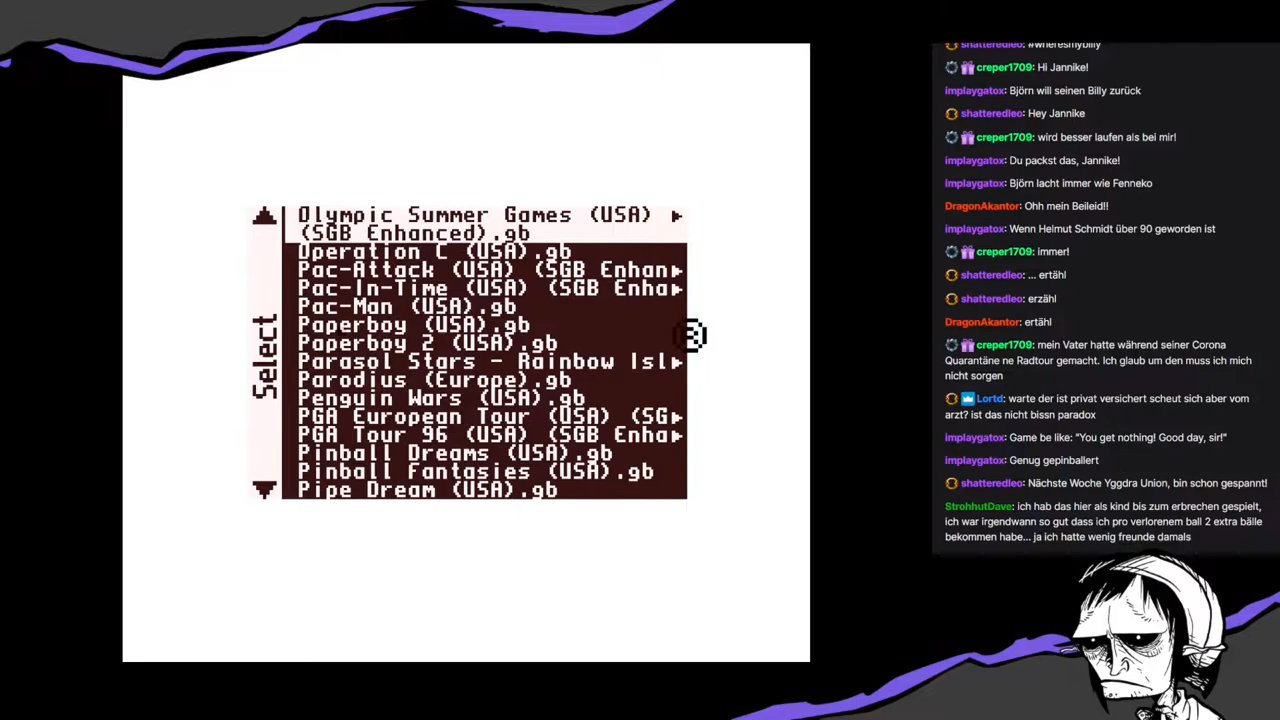 Olympic Summer Games (USA)
(SGB Enhanced).gb
Operation C (USA).gb
Pac-Attack (USA) (SGB Enhan
Pac-In-Time (USA) (SGB Enha
Pac-Man (USA).gb
Paperboy (USA).gb
Paperboy 2 (USA).gb
Parasol Stars - Rainbow Isl
Parodius (Europe).gb
Penguin Wars (USA).gb
PGA European Tour (USA) (SG
PGA Tour 96 (USA) (SGB Enha
Pinball Dreams (USA).gb
Pinball Fantasies (USA).gb
Pipe Dream (USA).gb
Select
®
shatteredleo: #wheresmybilly
creper1709: Hi Jannike!
implaygatox: Björn will seinen Billy zurück
shatteredleo: Hey Jannike
creper1709: wird besser laufen als bei mir!
implaygatox: Du packst das, Jannike!
implaygatox: Björn lacht immer wie Fenneko
DragonAkantor: Ohh mein Beileid!!
implaygatox: Wenn Helmut Schmidt über 90 geworden ist
creper1709: immer!
shatteredleo: ... ertähl
shatteredleo: erzähl
DragonAkantor: ertähl
creper1709: mein Vater hatte während seiner Corona
Quarantäne ne Radtour gemacht. Ich glaub um den muss ich mich
nicht sorgen
Lortd: warte der ist privat versichert scheut sich aber vom
arzt? ist das nicht bissn paradox
implaygatox: Game be like: "You get nothing! Good day, sir!"
implaygatox: Genug gepinballert
shatteredleo: Nächste Woche Yggdra Union, bin schon gespannt!
StrohhutDave: ich hab das hier als kind bis zum erbrechen gespielt,
ich war irgendwann so gut dass ich pro verlorenem ball 2 extra bälle
bekommen habe... ja ich hatte wenig freunde damals